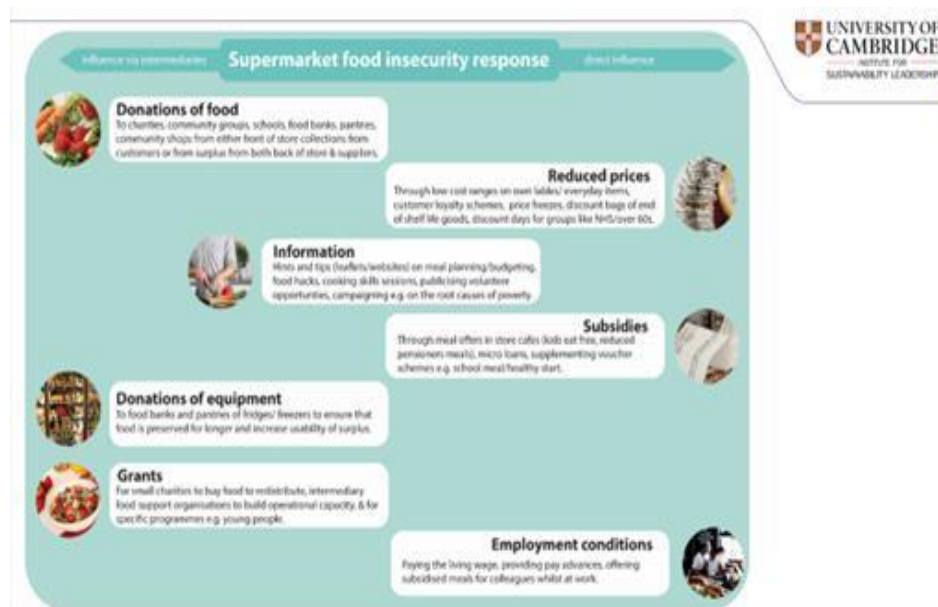 UNIVERSITY OF
CAMBRIDGE
INSTITUTE FOR
SUSTAINABILITY LEADERSHIP
influence via intermediaries
Supermarket food insecurity response
direct influence
Donations of food
To charities, community groups, schools, food banks, pantries,
community shops from either front of store collections from
customers or from surplus from both back of store & suppliers.
Reduced prices
Through low cost ranges on own lables/ everyday items,
customer loyalty schemes, price freezes, discount bags of end
of shelf life goods, discount days for groups like NHS/over 60s.
Information
Hints and tips (leaflets/websites) on meal planning/budgeting,
food hacks, cooking skills sessions, publicising volunteer
opportunities, campaigning e.g. on the root causes of poverty.
Subsidies
Through meal offers in store cafes (kids eat free, reduced
pensioners meals), micro loans, supplementing voucher
schemes e.g. school meal/healthy start.
Donations of equipment
To food banks and pantries of fridges/ freezers to ensure that
food is preserved for longer and increase usability of surplus.
Grants
For small charities to buy food to redistribute, intermediary
food support organisations to build operational capacity, & for
specific programmes e.g. young people.
Employment conditions
Paying the living wage, providing pay advances, offering
subsidised meals for colleagues whilst at work.